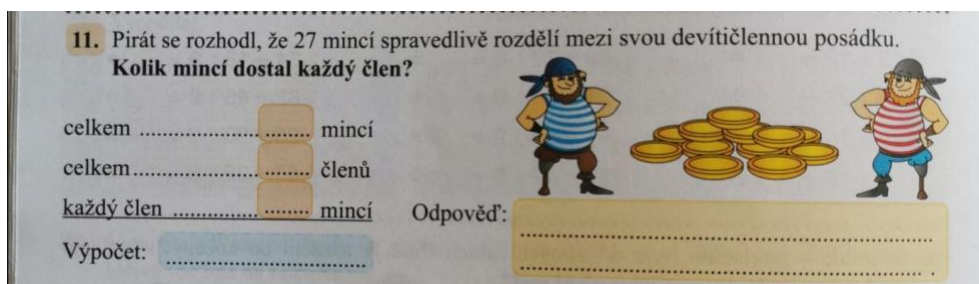 11. Pirát se rozhodl, že 27 mincí spravedlivě rozdělí mezi svou devítičlennou posádku.
Kolik mincí dostal každý člen?
celkem ........................... mincí
celkem ........................... členů
každý člen ...................... mincí
Odpověď: ..............................................................
Výpočet: ...................................
.............................................................. .